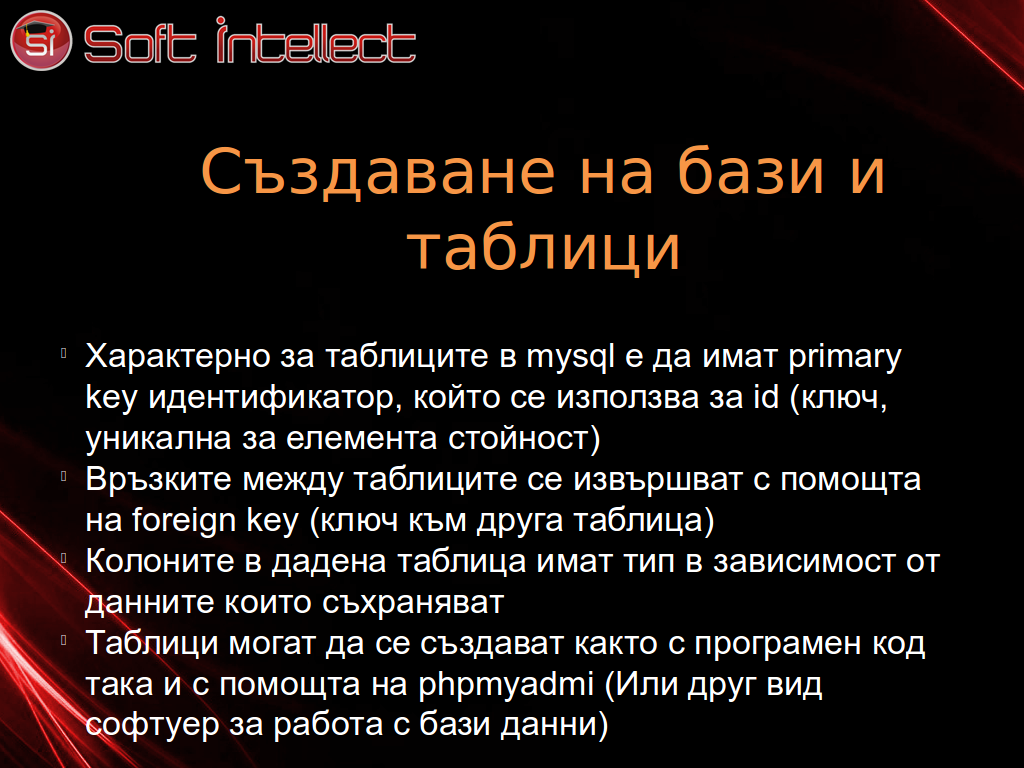 Si Soft Intellect
Създаване на бази и
таблици
Характерно за таблиците в mysql е да имат primary
key идентификатор, който се използва за id (ключ,
уникална за елемента стойност)
Връзките между таблиците се извършват с помощта
на foreign key (ключ към друга таблица)
Колоните в дадена таблица имат тип в зависимост от
данните които съхраняват
Таблици могат да се създават както с програмен код
така и с помощта на phpmyadmi (Или друг вид
софтуер за работа с бази данни)